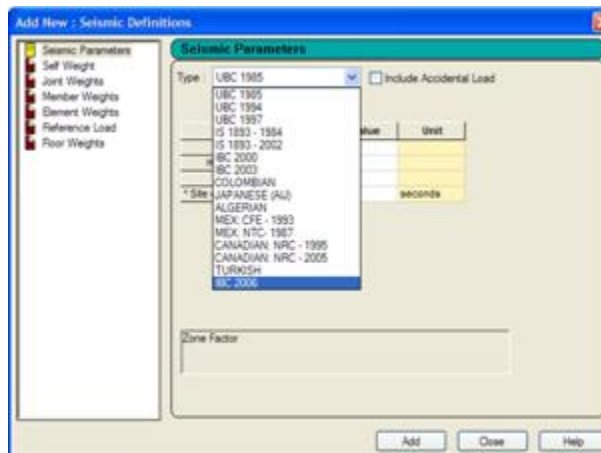 Add New : Seismic Definitions
Seismic Parameters
Self Weight
Joint Weights
Member Weights
Element Weights
Reference Load
Floor Weights
Seismic Parameters
Type : UBC 1985
Include Accidental Load
UBC 1985
UBC 1994
UBC 1997
IS 1893 - 1984
IS 1893 - 2002
IBC 2000
IBC 2003
COLOMBIAN
JAPANESE (AIJ)
ALGERIAN
MEX: CFE - 1993
MEX: NTC- 1987
CANADIAN: NRC - 1995
CANADIAN: NRC - 2005
TURKISH
IBC 2006
Unit
* Site
seconds
Zone Factor
Add
Close
Help